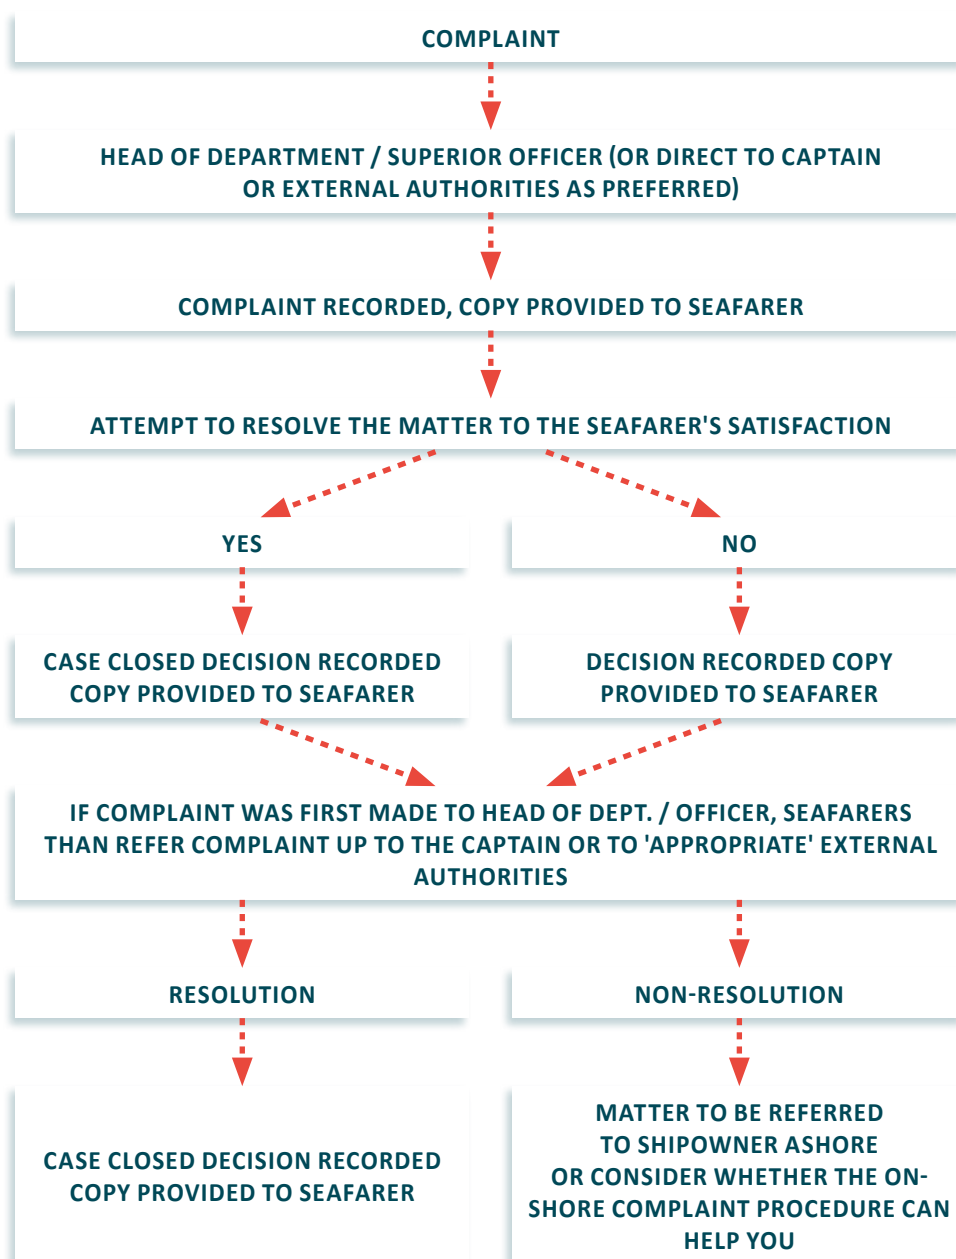 COMPLAINT
HEAD OF DEPARTMENT / SUPERIOR OFFICER (OR DIRECT TO CAPTAIN
OR EXTERNAL AUTHORITIES AS PREFERRED)
COMPLAINT RECORDED, COPY PROVIDED TO SEAFARER
ATTEMPT TO RESOLVE THE MATTER TO THE SEAFARER'S SATISFACTION
YES
NO
CASE CLOSED DECISION RECORDED
COPY PROVIDED TO SEAFARER
DECISION RECORDED COPY
PROVIDED TO SEAFARER
IF COMPLAINT WAS FIRST MADE TO HEAD OF DEPT. / OFFICER, SEAFARERS
THAN REFER COMPLAINT UP TO THE CAPTAIN OR TO 'APPROPRIATE' EXTERNAL
AUTHORITIES
RESOLUTION
NON-RESOLUTION
CASE CLOSED DECISION RECORDED
COPY PROVIDED TO SEAFARER
MATTER TO BE REFERRED
TO SHIPOWNER ASHORE
OR CONSIDER WHETHER THE ON-
SHORE COMPLAINT PROCEDURE CAN
HELP YOU